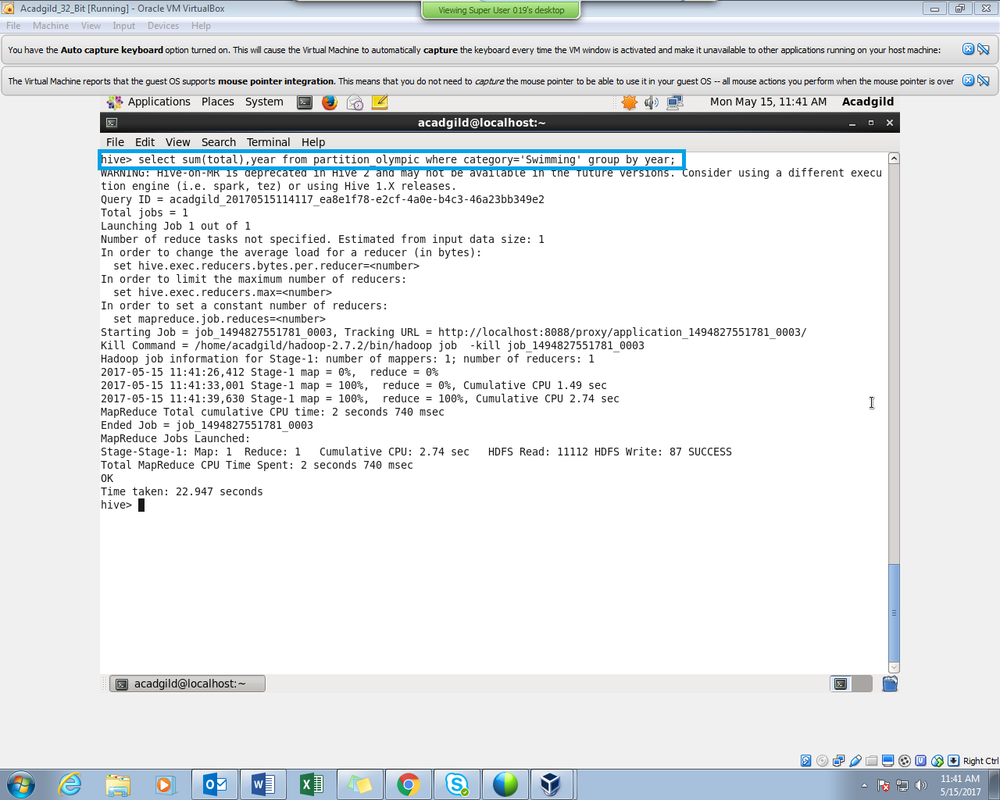 Acadgild_32_Bit [Running] - Oracle VM VirtualBox
Viewing Super User 019's desktop
File Machine View Input Devices Help
You have the Auto capture keyboard option turned on. This will cause the Virtual Machine to automatically capture the keyboard every time the VM window is activated and make it unavailable to other applications running on your host machine:
The Virtual Machine reports that the guest OS supports mouse pointer integration. This means that you do not need to capture the mouse pointer to be able to use it in your guest OS -- all mouse actions you perform when the mouse pointer is over
Applications Places System Mon May 15, 11:41 AM Acadgild
acadgild@localhost:~
File Edit View Search Terminal Help
hive> select sum(total),year from partition_olympic where category='Swimming' group by year;
WARNING: Hive-on-MR is deprecated in Hive 2 and may not be available in the future versions. Consider using a different execu
tion engine (i.e. spark, tez) or using Hive 1.X releases.
Query ID = acadgild_20170515114117_ea8e1f78-e2cf-4a0e-b4c3-46a23bb349e2
Total jobs = 1
Launching Job 1 out of 1
Number of reduce tasks not specified. Estimated from input data size: 1
In order to change the average load for a reducer (in bytes):
  set hive.exec.reducers.bytes.per.reducer=<number>
In order to limit the maximum number of reducers:
  set hive.exec.reducers.max=<number>
In order to set a constant number of reducers:
  set mapreduce.job.reduces=<number>
Starting Job = job_1494827551781_0003, Tracking URL = http://localhost:8088/proxy/application_1494827551781_0003/
Kill Command = /home/acadgild/hadoop-2.7.2/bin/hadoop job  -kill job_1494827551781_0003
Hadoop job information for Stage-1: number of mappers: 1; number of reducers: 1
2017-05-15 11:41:26,412 Stage-1 map = 0%,  reduce = 0%
2017-05-15 11:41:33,001 Stage-1 map = 100%,  reduce = 0%, Cumulative CPU 1.49 sec
2017-05-15 11:41:39,630 Stage-1 map = 100%,  reduce = 100%, Cumulative CPU 2.74 sec
MapReduce Total cumulative CPU time: 2 seconds 740 msec
Ended Job = job_1494827551781_0003
MapReduce Jobs Launched:
Stage-Stage-1: Map: 1  Reduce: 1   Cumulative CPU: 2.74 sec   HDFS Read: 11112 HDFS Write: 87 SUCCESS
Total MapReduce CPU Time Spent: 2 seconds 740 msec
OK
Time taken: 22.947 seconds
hive>
acadgild@localhost:~
Right Ctrl
11:41 AM
5/15/2017